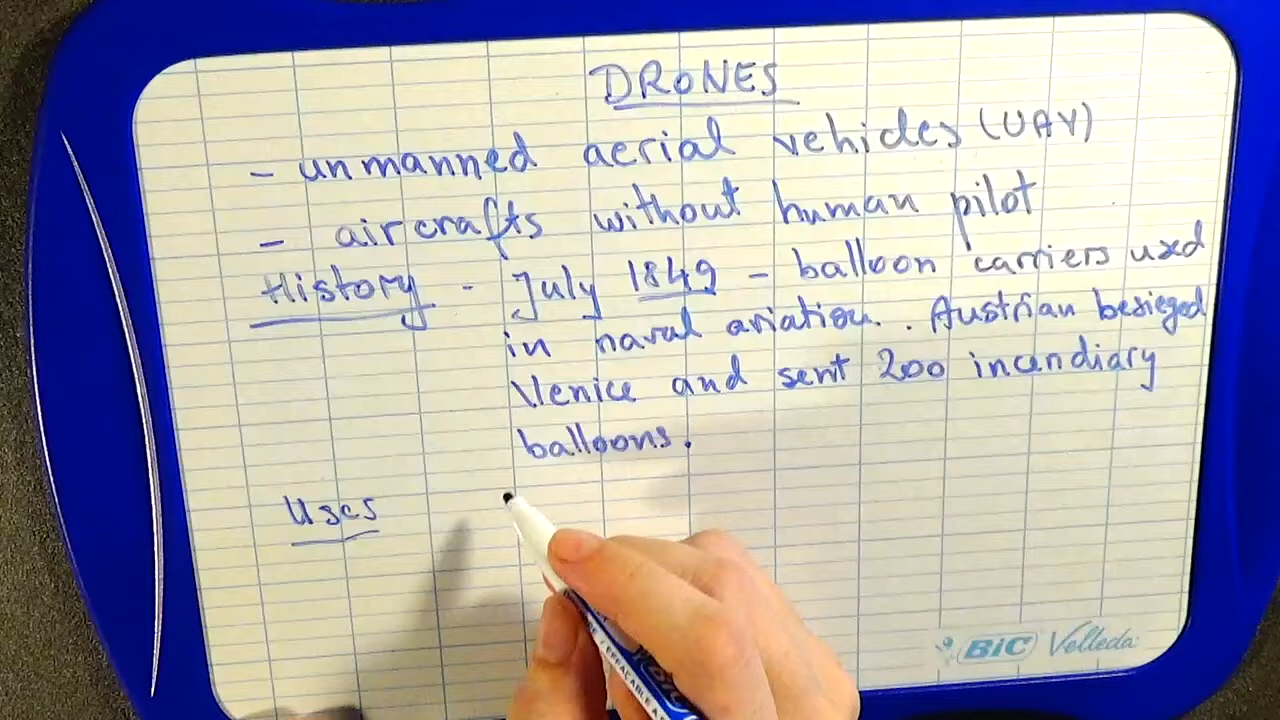 DRONES
- unmanned aerial vehicles (UAV)
- aircrafts without human pilot
History - July 1849 - balloon carriers used
in naval aviation. . Austrian besieged
Venice and sent 200 incendiary
balloons.
Uses
BiC Velleda